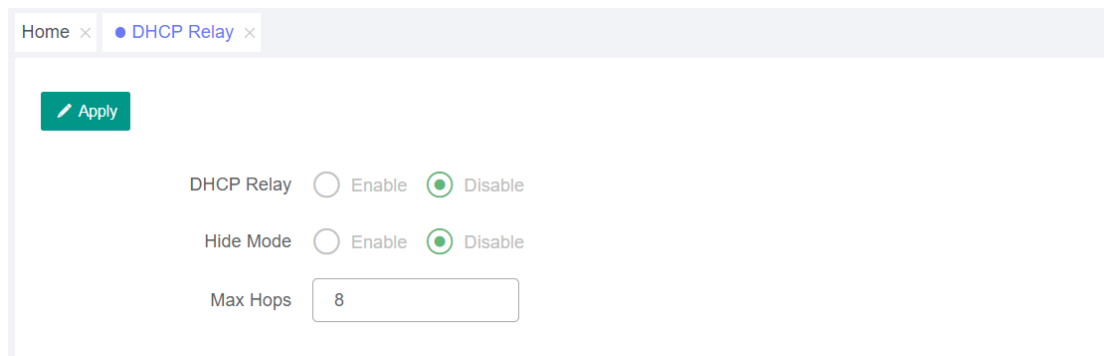 Home × DHCP Relay ×
Apply
DHCP Relay Enable Disable
Hide Mode Enable Disable
Max Hops 8